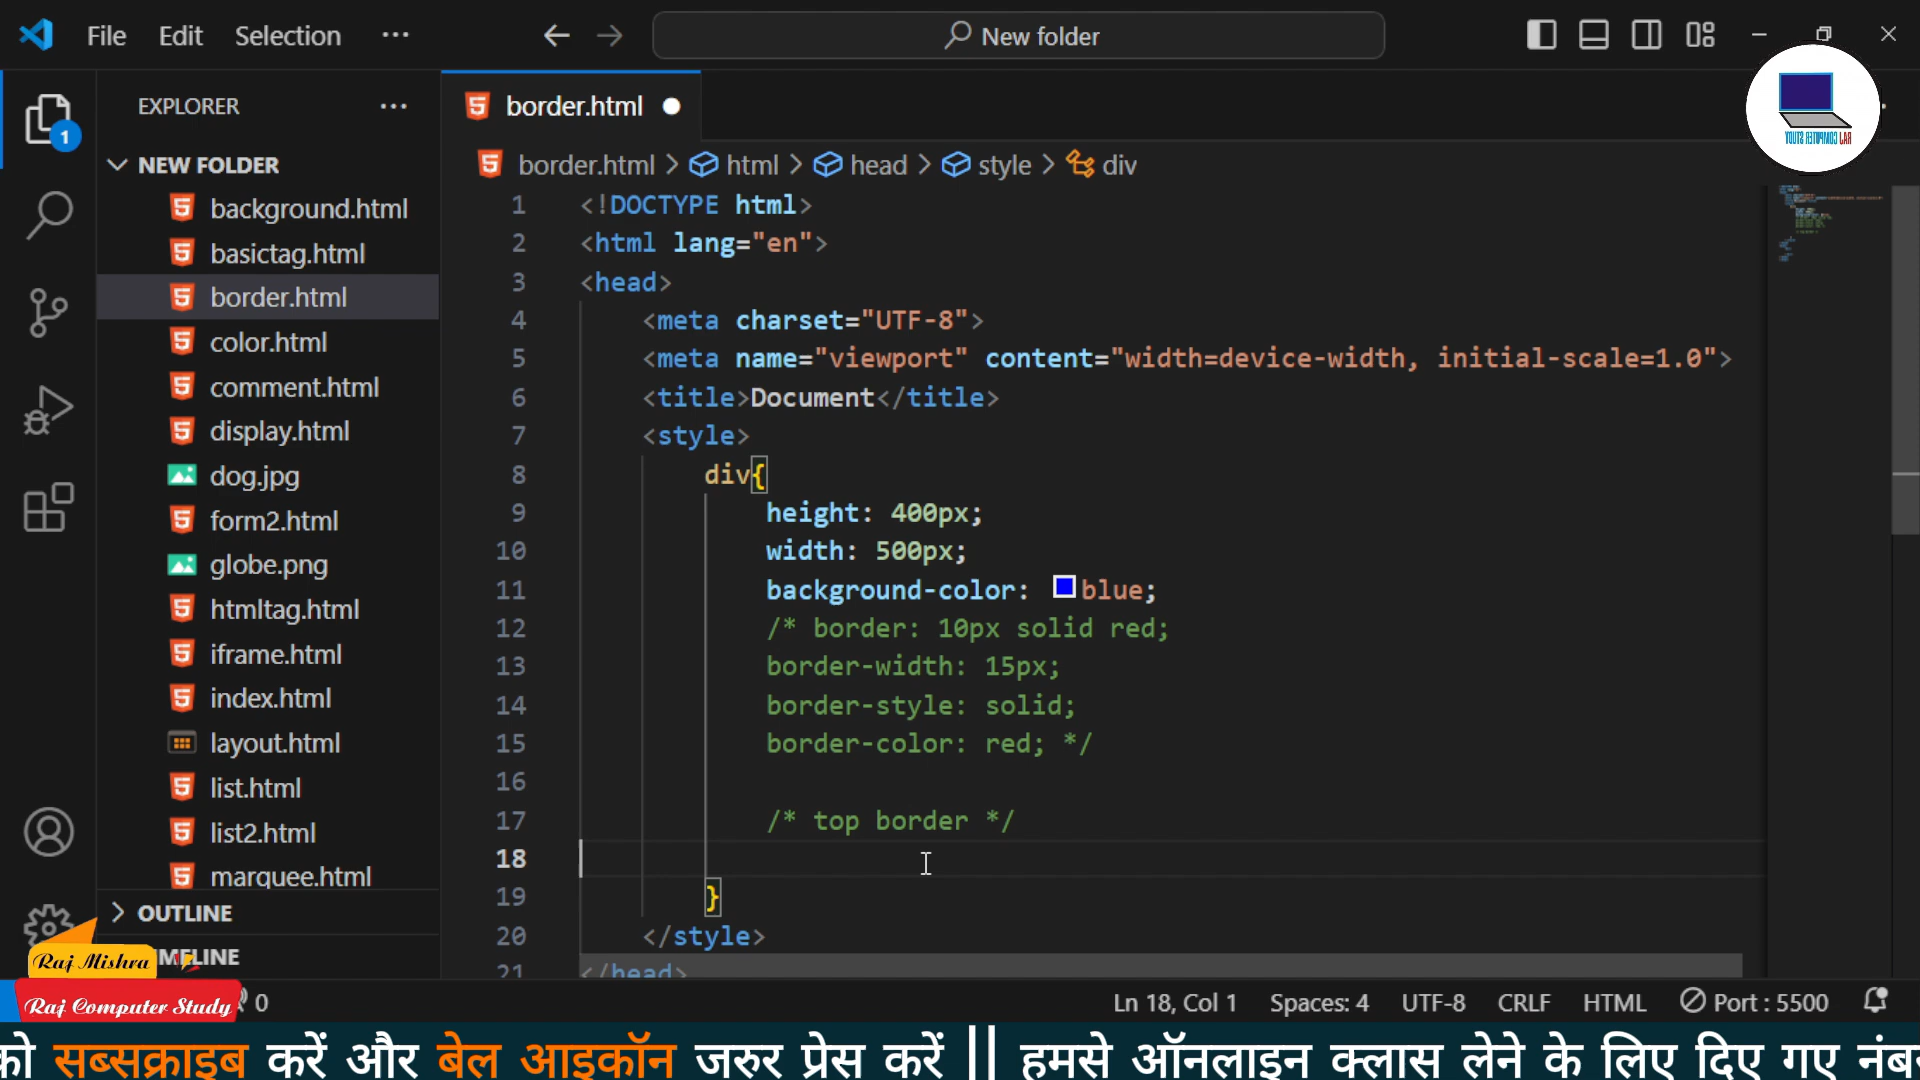 File Edit Selection ... New folder
EXPLORER ...
border.html
RAJ COMPUTER STUDY
border.html > html > head > style > div
1
NEW FOLDER
background.html
basictag.html
border.html
color.html
comment.html
display.html
dog.jpg
form2.html
globe.png
htmltag.html
iframe.html
index.html
layout.html
list.html
list2.html
marquee.html
OUTLINE
1 <!DOCTYPE html>
2 <html lang="en">
3 <head>
4 <meta charset="UTF-8">
5 <meta name="viewport" content="width=device-width, initial-scale=1.0">
6 <title>Document</title>
7 <style>
8 div{
9 height: 400px;
10 width: 500px;
11 background-color: blue;
12 /* border: 10px solid red;
13 border-width: 15px;
14 border-style: solid;
15 border-color: red; */
16
17 /* top border */
18
19 }
20 </style>
21 </head>
Raj Mishra
Raj Computer Study
0
Ln 18, Col 1 Spaces: 4 UTF-8 CRLF HTML Port : 5500
को सब्सक्राइब करें और बेल आइकॉन जरुर प्रेस करें || हमसे ऑनलाइन क्लास लेने के लिए दिए गए